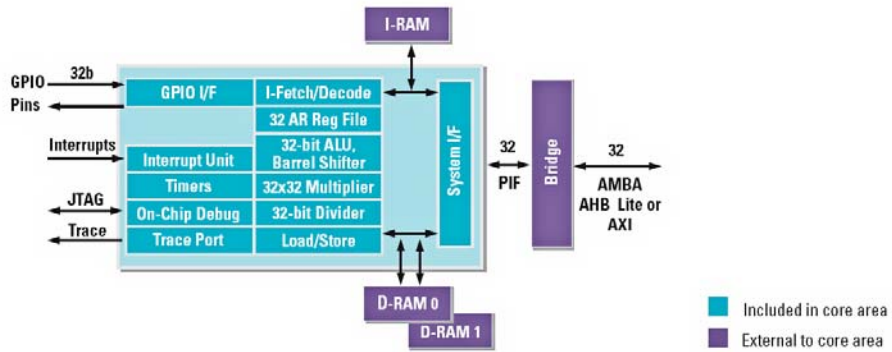 I-RAM
GPIO 32b
Pins
GPIO I/F
I-Fetch/Decode
32 AR Reg File
Interrupts
Interrupt Unit
32-bit ALU,
Barrel Shifter
Timers
32x32 Multiplier
JTAG
On-Chip Debug
32-bit Divider
Trace
Trace Port
Load/Store
System I/F
32
PIF
Bridge
32
AMBA
AHB Lite or
AXI
D-RAM 0
D-RAM 1
Included in core area
External to core area